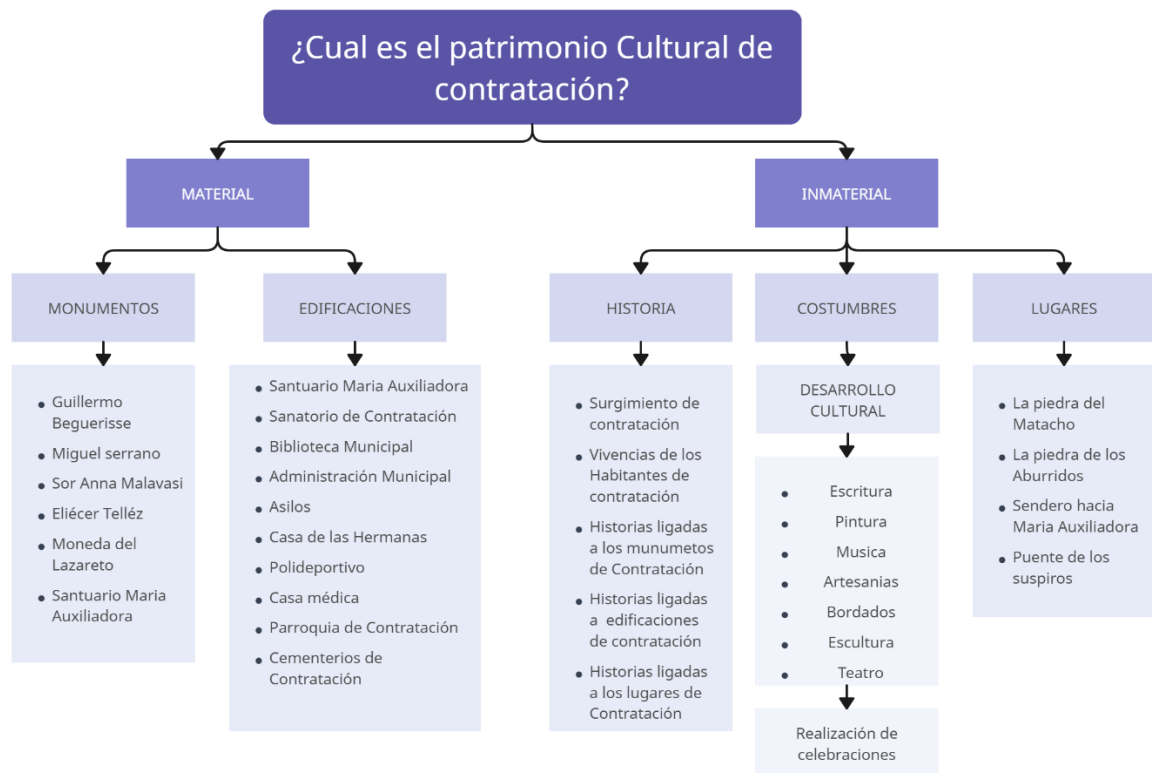 ¿Cual es el patrimonio Cultural de
contratación?
MATERIAL
INMATERIAL
MONUMENTOS
EDIFICACIONES
HISTORIA
COSTUMBRES
LUGARES
Guillermo
Beguerisse
Miguel serrano
Sor Anna Malavasi
Eliécer Telléz
Moneda del
Lazareto
Santuario Maria
Auxiliadora
Santuario Maria Auxiliadora
Sanatorio de Contratación
Biblioteca Municipal
Administración Municipal
Asilos
Casa de las Hermanas
Polideportivo
Casa médica
Parroquia de Contratación
Cementerios de
Contratación
Surgimiento de
contratación
Vivencias de los
Habitantes de
contratación
Historias ligadas
a los munumetos
de Contratación
Historias ligadas
a edificaciones
de contratación
Historias ligadas
a los lugares de
Contratación
DESARROLLO
CULTURAL
Escritura
Pintura
Musica
Artesanias
Bordados
Escultura
Teatro
Realización de
celebraciones
La piedra del
Matacho
La piedra de los
Aburridos
Sendero hacia
Maria Auxiliadora
Puente de los
suspiros